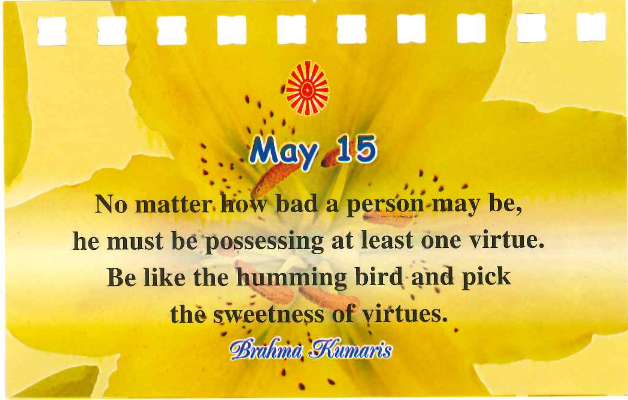 May 15
No matter how bad a person may be,
he must be possessing at least one virtue.
Be like the humming bird and pick
the sweetness of virtues.
Brahma Kumaris